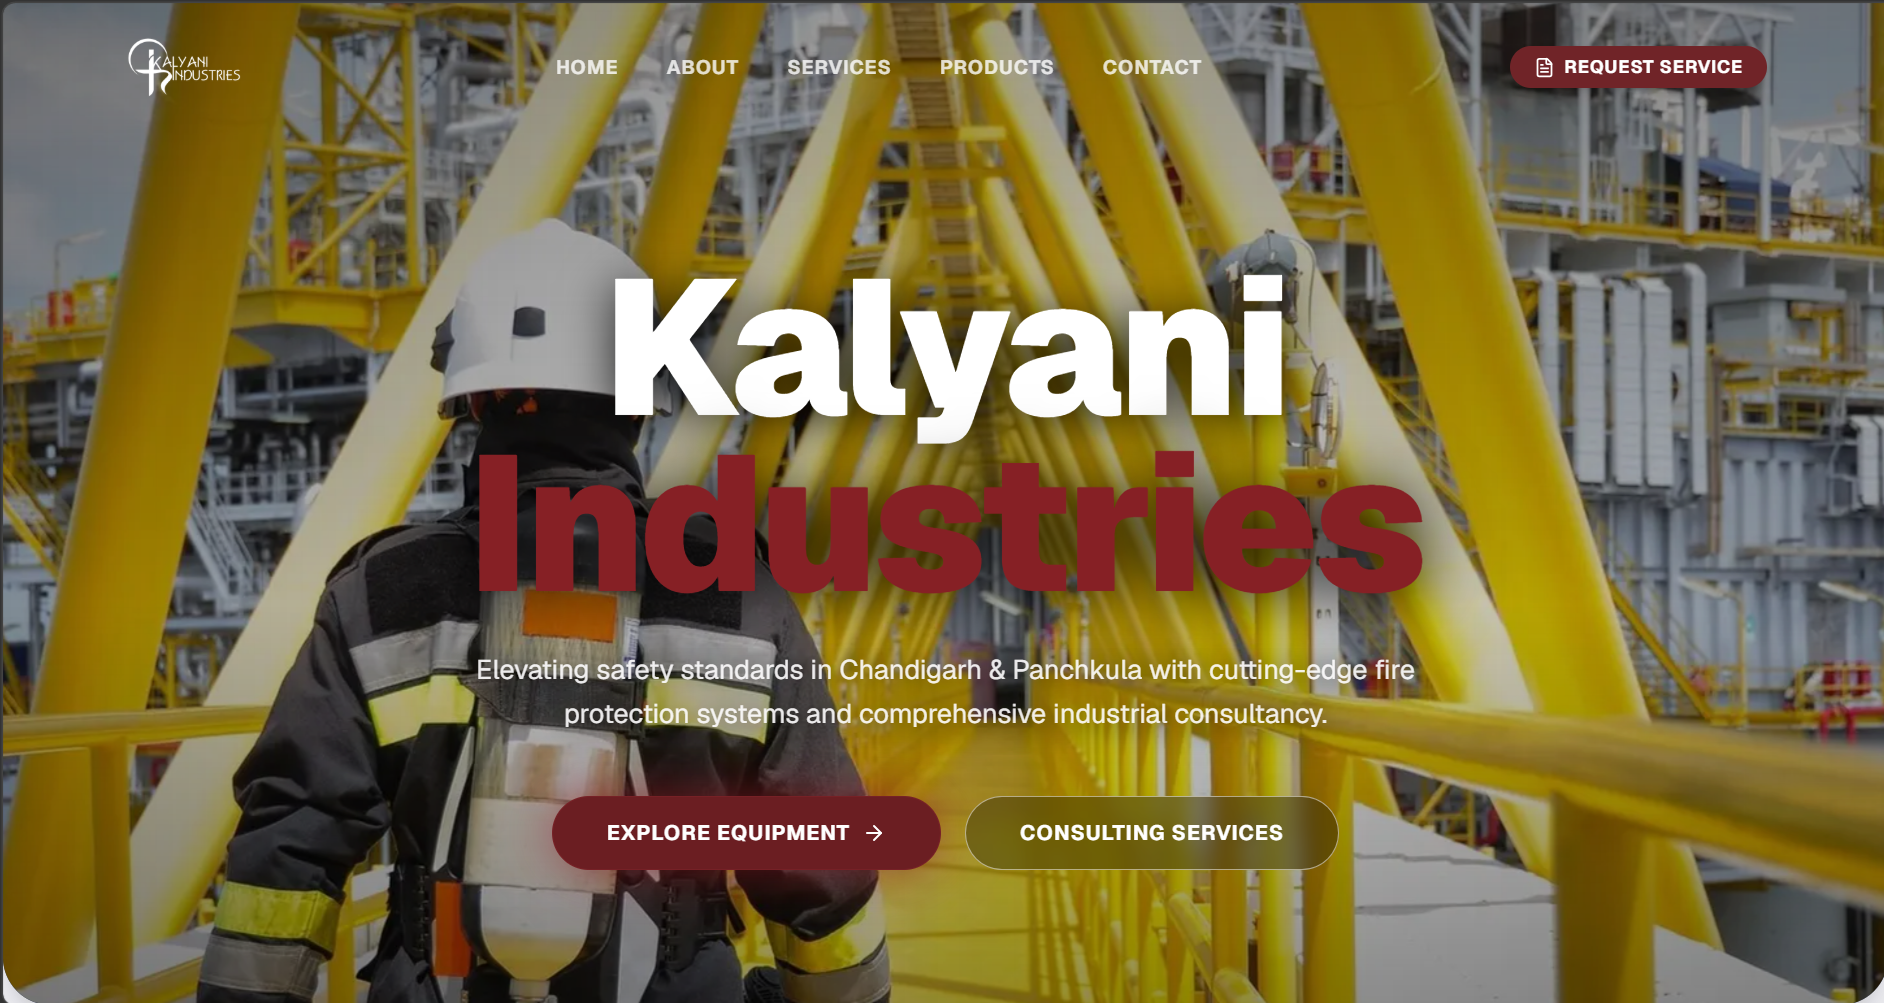 KALYANI
INDUSTRIES
HOME ABOUT SERVICES PRODUCTS CONTACT
REQUEST SERVICE
Kalyani
Industries
Elevating safety standards in Chandigarh & Panchkula with cutting-edge fire
protection systems and comprehensive industrial consultancy.
EXPLORE EQUIPMENT →
CONSULTING SERVICES